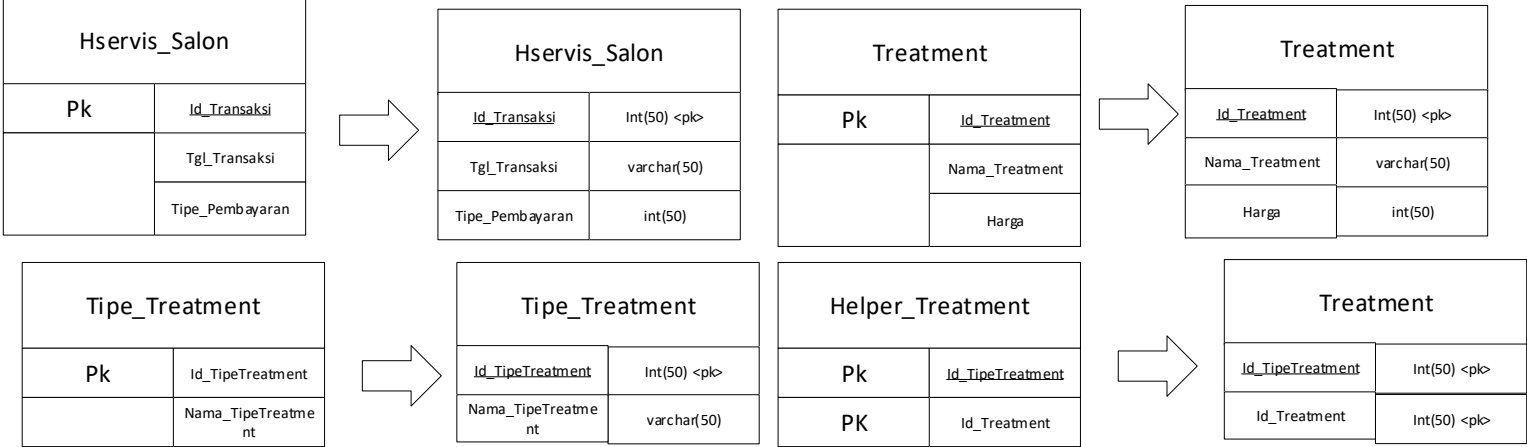 Hservis_Salon
Pk
Id_Transaksi
Tgl_Transaksi
Tipe_Pembayaran
Hservis_Salon
Id_Transaksi
Int(50) <pk>
Tgl_Transaksi
varchar(50)
Tipe_Pembayaran
int(50)
Treatment
Pk
Id_Treatment
Nama_Treatment
Harga
Treatment
Id_Treatment
Int(50) <pk>
Nama_Treatment
varchar(50)
Harga
int(50)
Tipe_Treatment
Pk
Id_TipeTreatment
Nama_TipeTreatme
nt
Tipe_Treatment
Id_TipeTreatment
Int(50) <pk>
Nama_TipeTreatme
nt
varchar(50)
Helper_Treatment
Pk
Id_TipeTreatment
PK
Id_Treatment
Treatment
Id_TipeTreatment
Int(50) <pk>
Id_Treatment
Int(50) <pk>